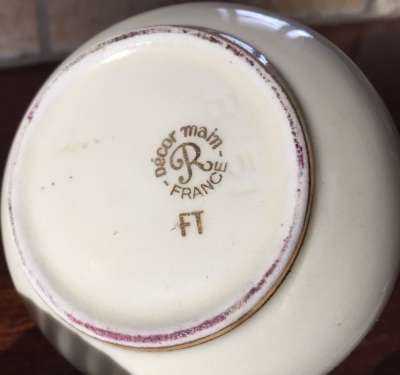 Décor main
R
- FRANCE -
FT